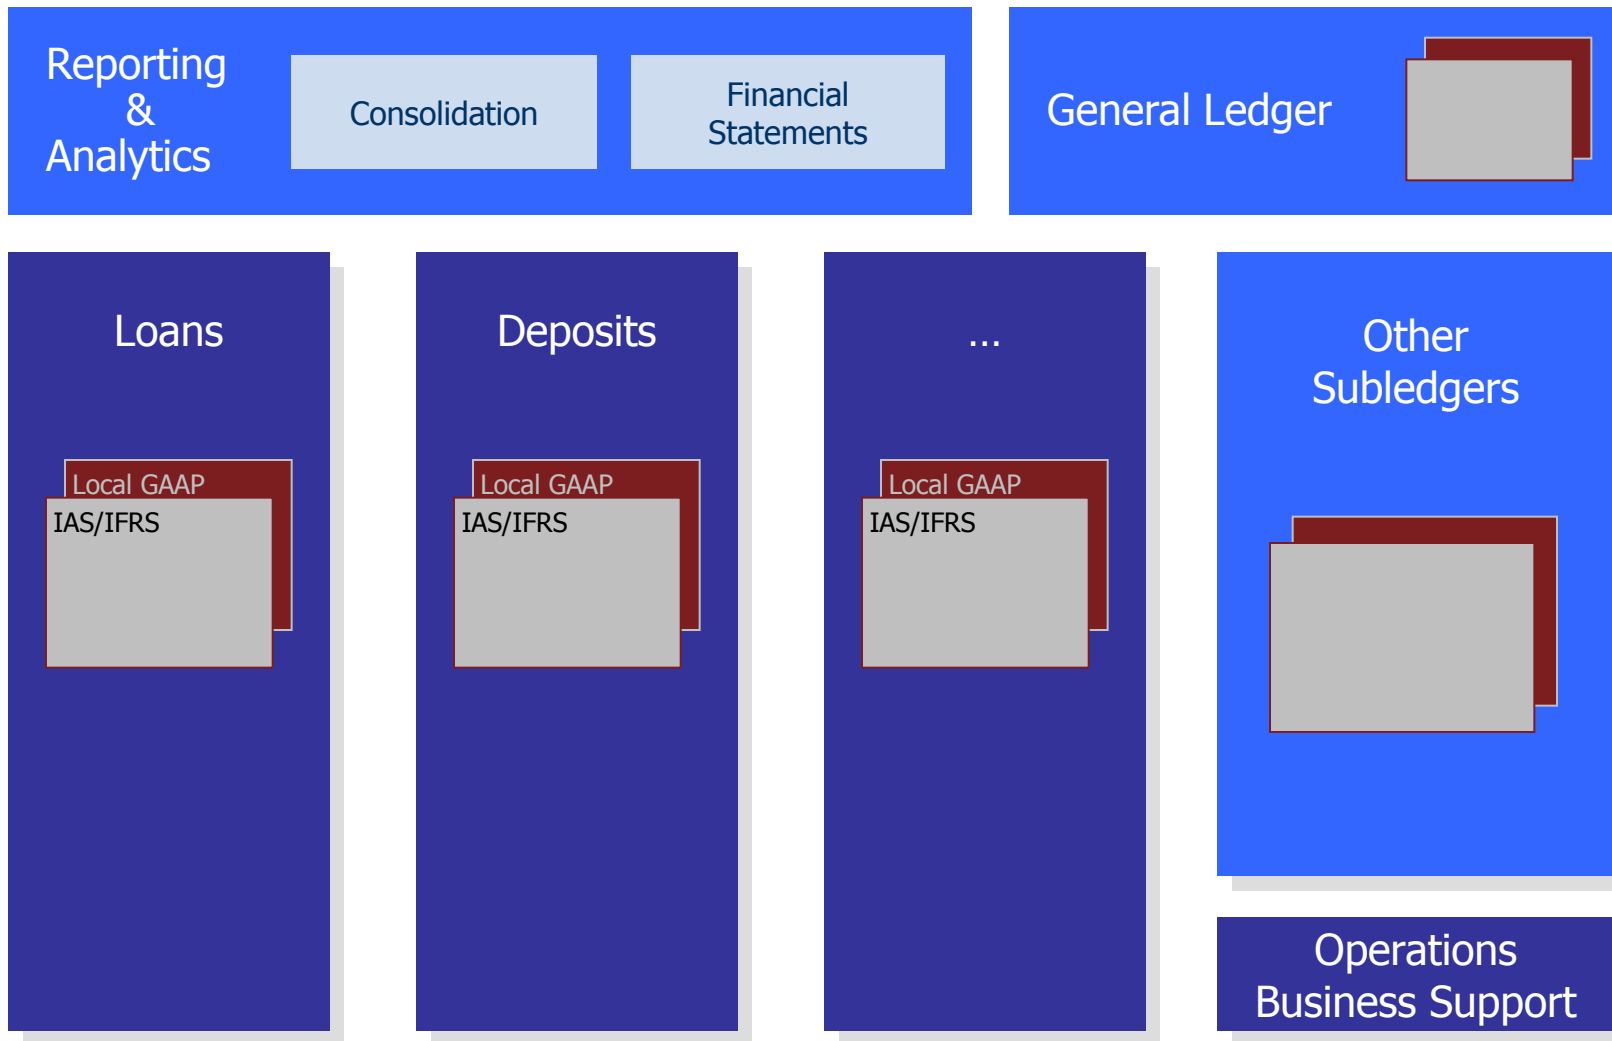 Reporting
&
Analytics
Consolidation
Financial
Statements
General Ledger
Loans
Local GAAP
IAS/IFRS
Deposits
Local GAAP
IAS/IFRS
...
Local GAAP
IAS/IFRS
Other
Subledgers
Operations
Business Support